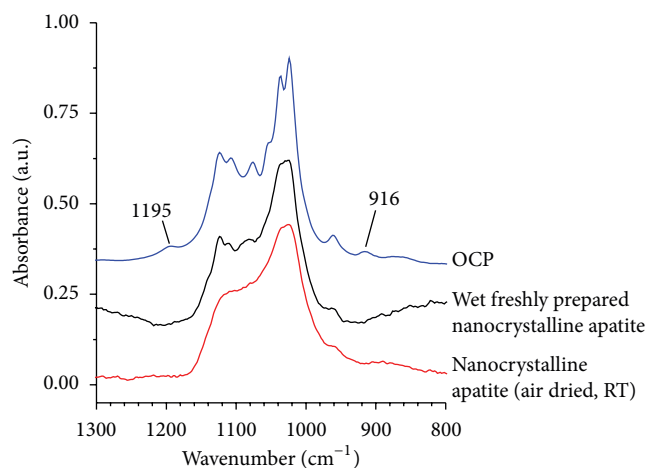 1.00
0.75
0.50
0.25
0.00
Absorbance (a.u.)
1195
916
OCP
Wet freshly prepared
nanocrystalline apatite
Nanocrystalline
apatite (air dried, RT)
1300 1200 1100 1000 900 800
Wavenumber (cm⁻¹)